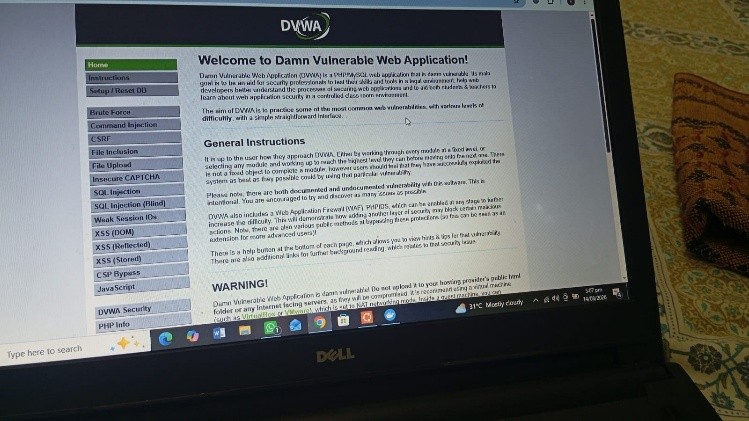 DVWA
Home
Instructions
Setup / Reset DB
Brute Force
Command Injection
CSRF
File Inclusion
File Upload
Insecure CAPTCHA
SQL Injection
SQL Injection (Blind)
Weak Session IDs
XSS (DOM)
XSS (Reflected)
XSS (Stored)
CSP Bypass
JavaScript
DVWA Security
PHP Info
Welcome to Damn Vulnerable Web Application!
Damn Vulnerable Web Application (DVWA) is a PHP/MySQL web application that is damn vulnerable. Its main
goal is to be an aid for security professionals to test their skills and tools in a legal environment, help web
developers better understand the processes of securing web applications and to aid both students & teachers to
learn about web application security in a controlled class room environment.
The aim of DVWA is to practice some of the most common web vulnerabilities, with various levels of
difficulty, with a simple straightforward interface.
General Instructions
It is up to the user how they approach DVWA. Either by working through every module at a fixed level, or
selecting any module and working up to reach the highest level they can before moving onto the next one. There
is not a fixed object to complete a module; however users should feel that they have successfully exploited the
system as best as they possible could by using that particular vulnerability.
Please note, there are both documented and undocumented vulnerability with this software. This is
intentional. You are encouraged to try and discover as many issues as possible.
DVWA also includes a Web Application Firewall (WAF), PHPIDS, which can be enabled at any stage to further
increase the difficulty. This will demonstrate how adding another layer of security may block certain malicious
actions. Note, there are also various public methods at bypassing these protections (so this can be seen as an
extension for more advanced users)!
There is a help button at the bottom of each page, which allows you to view hints & tips for that vulnerability.
There are also additional links for further background reading, which relates to that security issue.
WARNING!
Damn Vulnerable Web Application is damn vulnerable! Do not upload it to your hosting provider's public html
folder or any Internet facing servers, as they will be compromised. It is recommend using a virtual machine
(such as VirtualBox or VMware), which is set to NAT networking mode. Inside a guest machine, you can
Type here to search
31°C Mostly cloudy
DELL